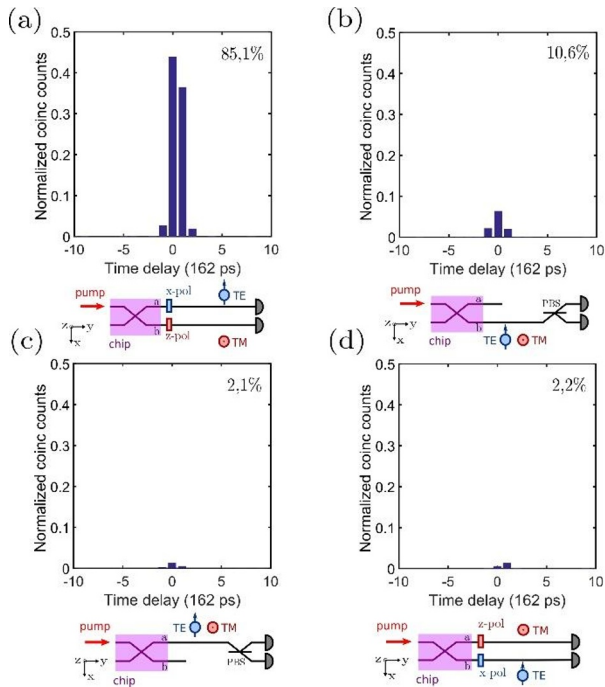 (a)
Normalized coinc counts
0.5
0.4
0.3
0.2
0.1
0
85,1%
-10 -5 0 5 10
Time delay (162 ps)
pump
x-pol
TE
a
b
z y
x
z-pol
TM
chip
(b)
Normalized coinc counts
0.5
0.4
0.3
0.2
0.1
0
10,6%
-10 -5 0 5 10
Time delay (162 ps)
pump
a
PBS
b
z y
x
TE TM
chip
(c)
Normalized coinc counts
0.5
0.4
0.3
0.2
0.1
0
2,1%
-10 -5 0 5 10
Time delay (162 ps)
pump
TE TM
a
b
PBS
z y
x
chip
(d)
Normalized coinc counts
0.5
0.4
0.3
0.2
0.1
0
2,2%
-10 -5 0 5 10
Time delay (162 ps)
pump
z-pol
TM
a
b
z y
x
x-pol
TE
chip